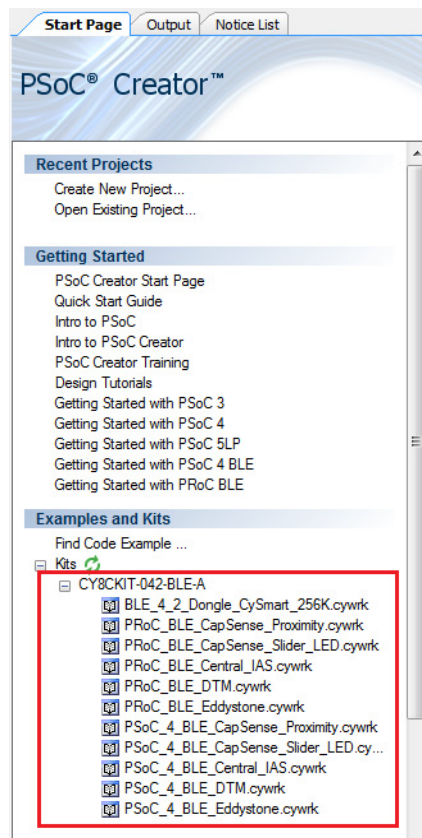 Start Page Output Notice List
PSoC® Creator™
Recent Projects
Create New Project...
Open Existing Project...
Getting Started
PSoC Creator Start Page
Quick Start Guide
Intro to PSoC
Intro to PSoC Creator
PSoC Creator Training
Design Tutorials
Getting Started with PSoC 3
Getting Started with PSoC 4
Getting Started with PSoC 5LP
Getting Started with PSoC 4 BLE
Getting Started with PRoC BLE
Examples and Kits
Find Code Example ...
Kits
CY8CKIT-042-BLE-A
BLE_4_2_Dongle_CySmart_256K.cywrk
PRoC_BLE_CapSense_Proximity.cywrk
PRoC_BLE_CapSense_Slider_LED.cywrk
PRoC_BLE_Central_IAS.cywrk
PRoC_BLE_DTM.cywrk
PRoC_BLE_Eddystone.cywrk
PSoC_4_BLE_CapSense_Proximity.cywrk
PSoC_4_BLE_CapSense_Slider_LED.cy...
PSoC_4_BLE_Central_IAS.cywrk
PSoC_4_BLE_DTM.cywrk
PSoC_4_BLE_Eddystone.cywrk